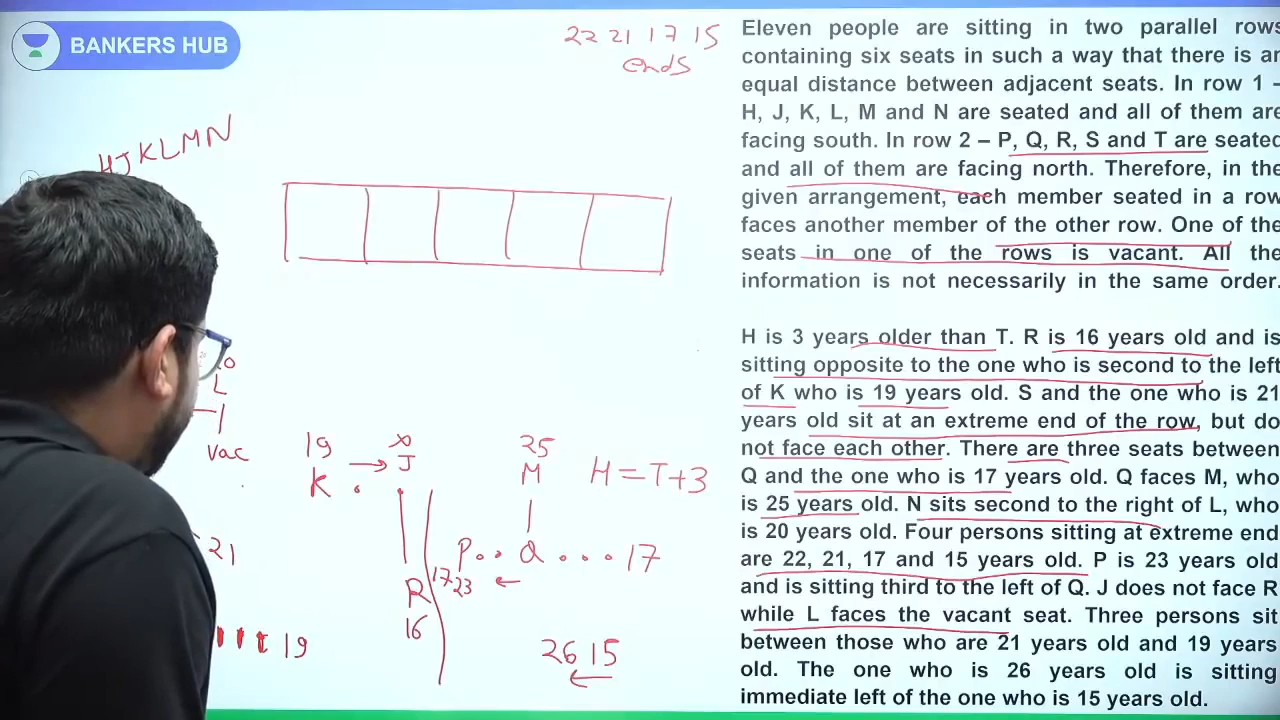 BANKERS HUB
22 21 17 15
ends
HJKLMN
Eleven people are sitting in two parallel rows
containing six seats in such a way that there is an
equal distance between adjacent seats. In row 1 –
H, J, K, L, M and N are seated and all of them are
facing south. In row 2 – P, Q, R, S and T are seated
and all of them are facing north. Therefore, in the
given arrangement, each member seated in a row
faces another member of the other row. One of the
seats in one of the rows is vacant. All the
information is not necessarily in the same order.
H is 3 years older than T. R is 16 years old and is
sitting opposite to the one who is second to the left
of K who is 19 years old. S and the one who is 21
years old sit at an extreme end of the row, but do
not face each other. There are three seats between
Q and the one who is 17 years old. Q faces M, who
is 25 years old. N sits second to the right of L, who
is 20 years old. Four persons sitting at extreme end
are 22, 21, 17 and 15 years old. P is 23 years old
and is sitting third to the left of Q. J does not face R
while L faces the vacant seat. Three persons sit
between those who are 21 years old and 19 years
old. The one who is 26 years old is sitting
immediate left of the one who is 15 years old.
L
Vac
21
19
19
K → . J
R
16
25
M
P . . Q . . . 17
17 23 ←
H = T+3
26 15
←